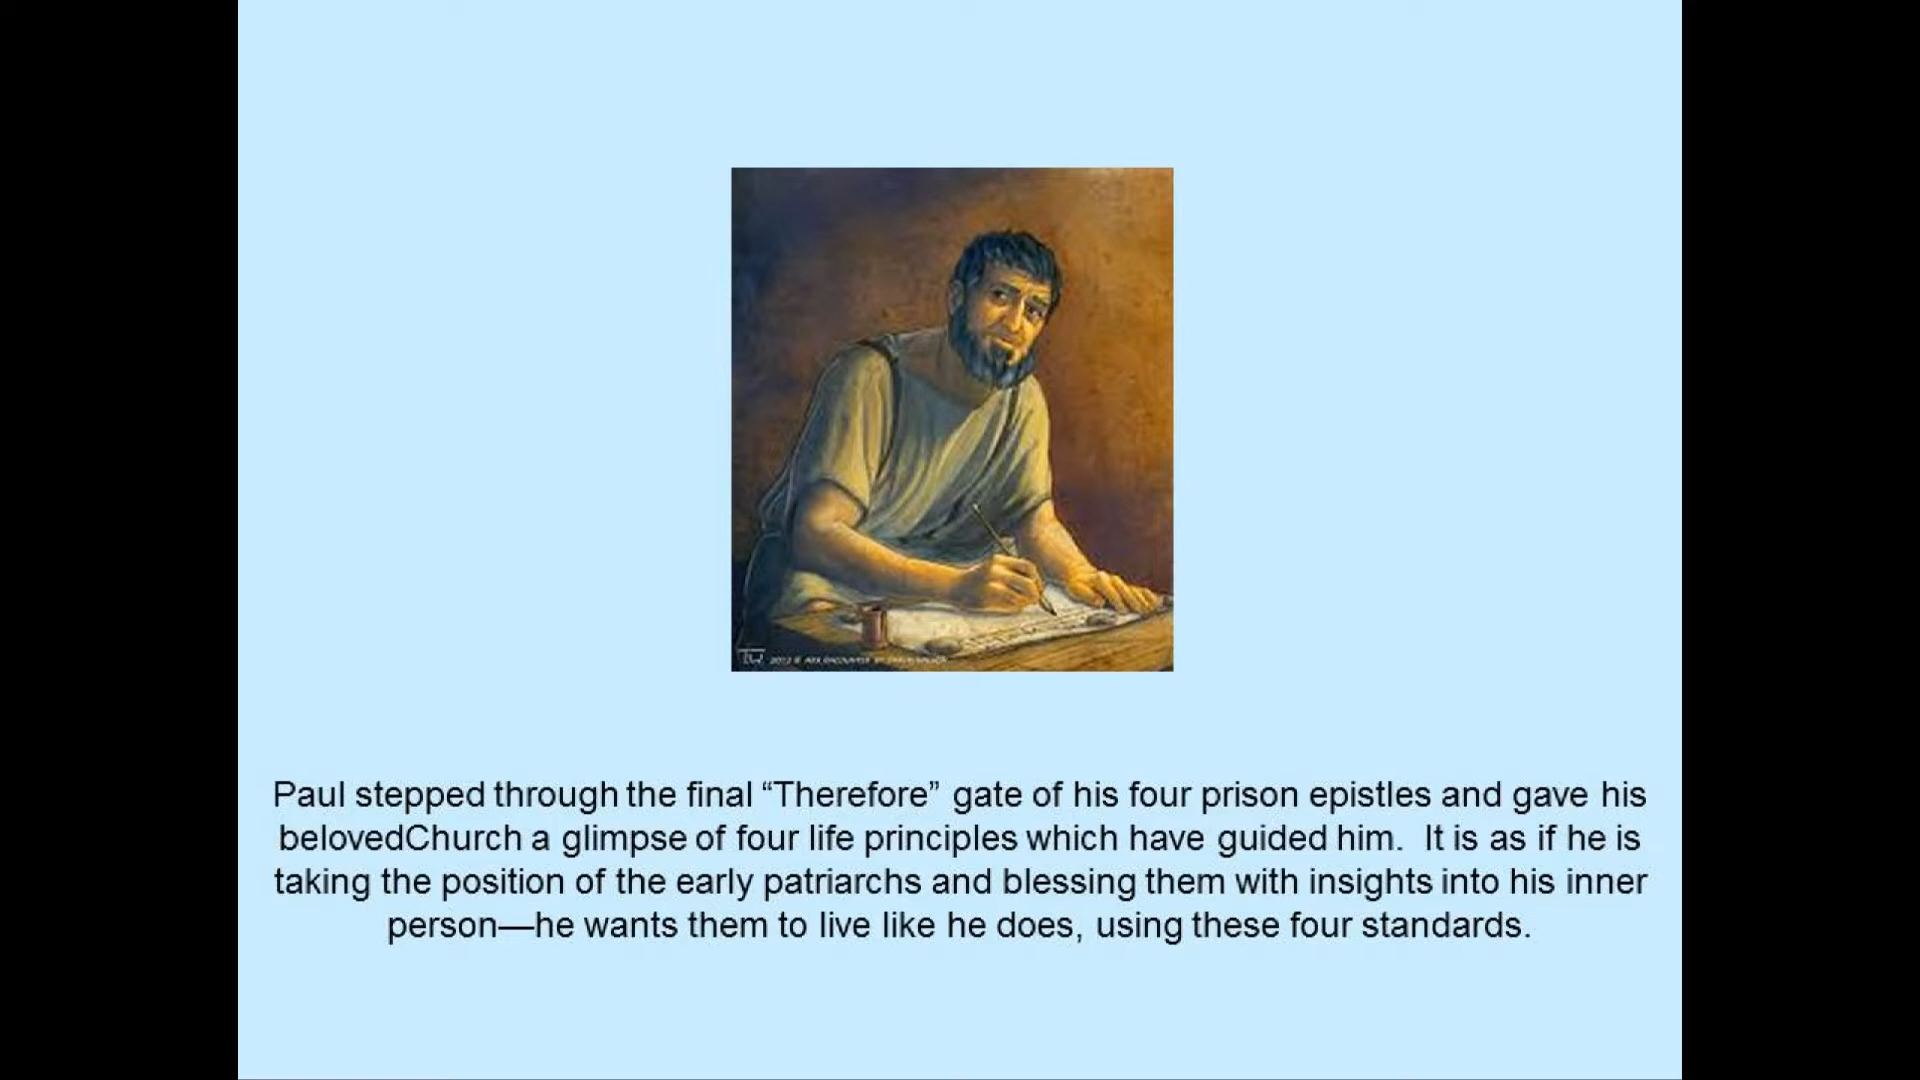 2012 © ARK ENCOUNTER
Paul stepped through the final “Therefore” gate of his four prison epistles and gave his
belovedChurch a glimpse of four life principles which have guided him.  It is as if he is
taking the position of the early patriarchs and blessing them with insights into his inner
person—he wants them to live like he does, using these four standards.